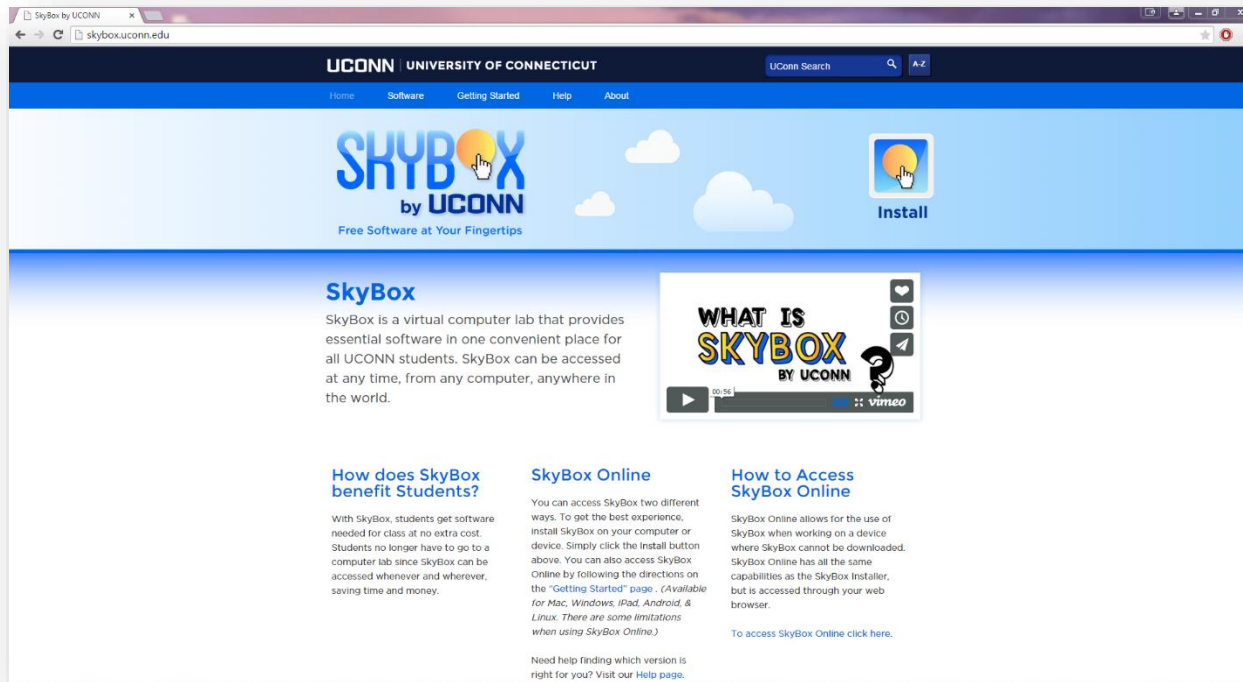 SkyBox by UCONN
skybox.uconn.edu
UCONN | UNIVERSITY OF CONNECTICUT
UConn Search
A-Z
Home Software Getting Started Help About
SKYBOX
by UCONN
Free Software at Your Fingertips
Install
SkyBox
SkyBox is a virtual computer lab that provides
essential software in one convenient place for
all UCONN students. SkyBox can be accessed
at any time, from any computer, anywhere in
the world.
WHAT IS
SKYBOX
BY UCONN
?
00:56
vimeo
How does SkyBox
benefit Students?
With SkyBox, students get software
needed for class at no extra cost.
Students no longer have to go to a
computer lab since SkyBox can be
accessed whenever and wherever,
saving time and money.
SkyBox Online
You can access SkyBox two different
ways. To get the best experience,
install SkyBox on your computer or
device. Simply click the Install button
above. You can also access SkyBox
Online by following the directions on
the "Getting Started" page . (Available
for Mac, Windows, iPad, Android, &
Linux. There are some limitations
when using SkyBox Online.)
Need help finding which version is
right for you? Visit our Help page.
How to Access
SkyBox Online
SkyBox Online allows for the use of
SkyBox when working on a device
where SkyBox cannot be downloaded.
SkyBox Online has all the same
capabilities as the SkyBox Installer,
but is accessed through your web
browser.
To access SkyBox Online click here.